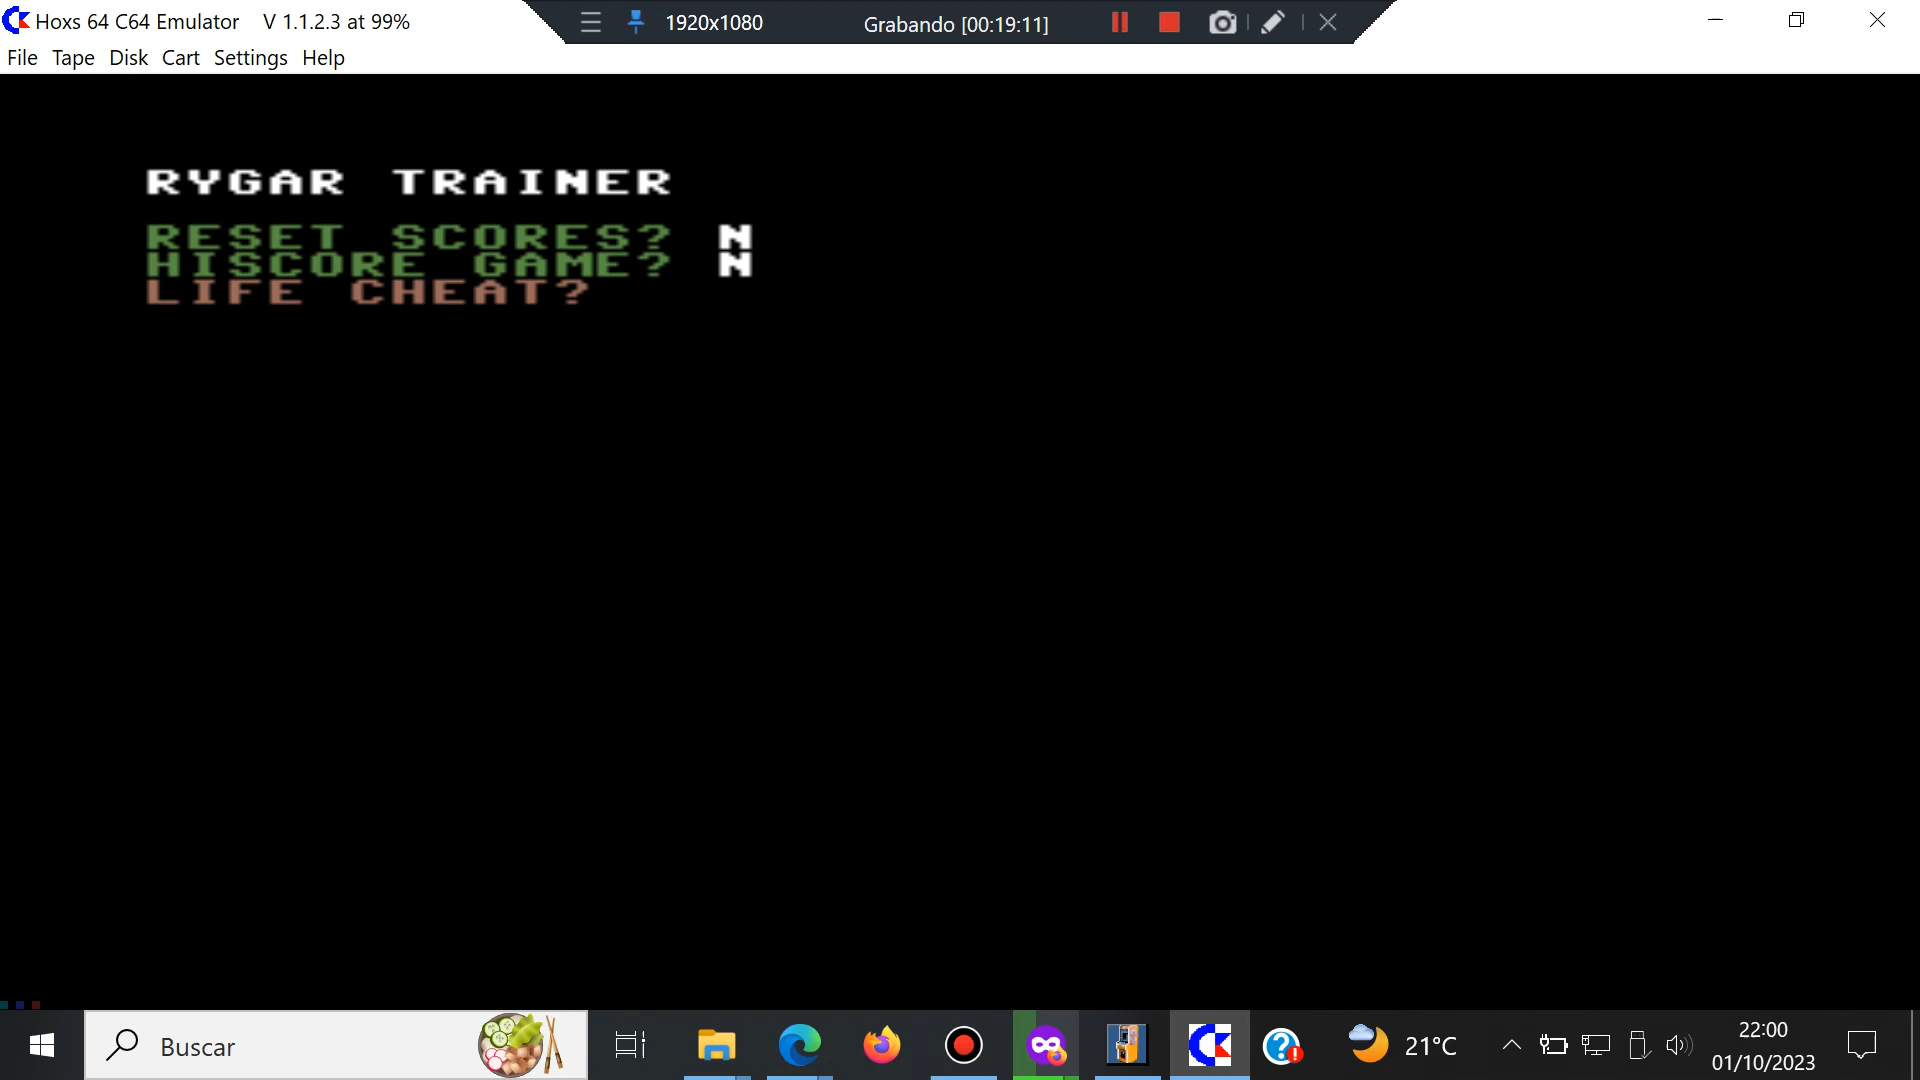 Hoxs 64 C64 Emulator V 1.1.2.3 at 99%
1920x1080 Grabando [00:19:11]
File Tape Disk Cart Settings Help
RYGAR TRAINER
RESET SCORES? N
HISCORE GAME? N
LIFE CHEAT?
Buscar
21°C
22:00
01/10/2023